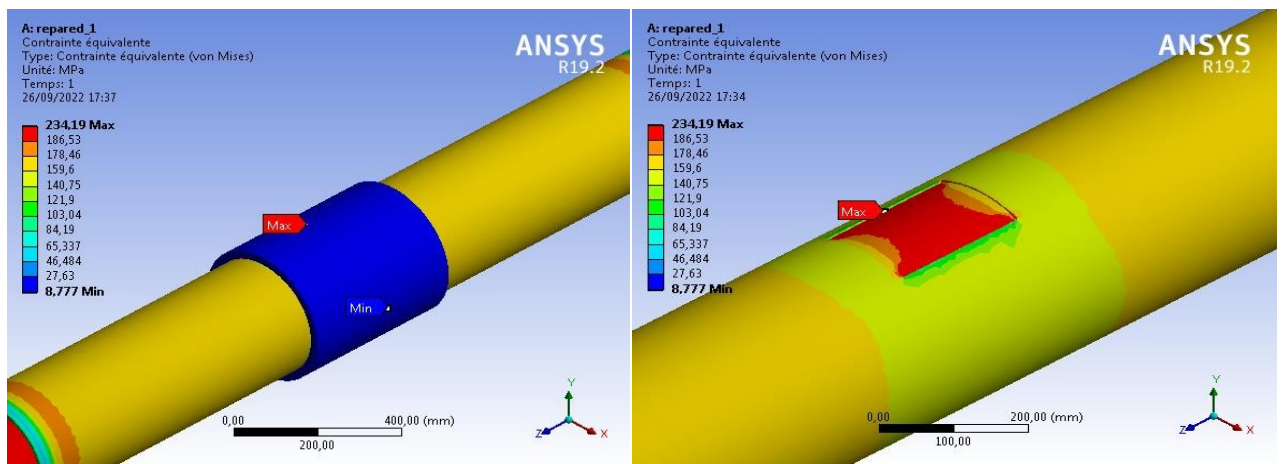 A: repared_1
Contrainte équivalente
Type: Contrainte équivalente (von Mises)
Unité: MPa
Temps: 1
26/09/2022 17:37
ANSYS
R19.2
234,19 Max
186,53
178,46
159,6
140,75
121,9
103,04
84,19
65,337
46,484
27,63
8,777 Min
Max
Min
0,00
400,00 (mm)
200,00
Y
Z
X
A: repared_1
Contrainte équivalente
Type: Contrainte équivalente (von Mises)
Unité: MPa
Temps: 1
26/09/2022 17:34
ANSYS
R19.2
234,19 Max
186,53
178,46
159,6
140,75
121,9
103,04
84,19
65,337
46,484
27,63
8,777 Min
Max
0,00
200,00 (mm)
100,00
Y
Z
X